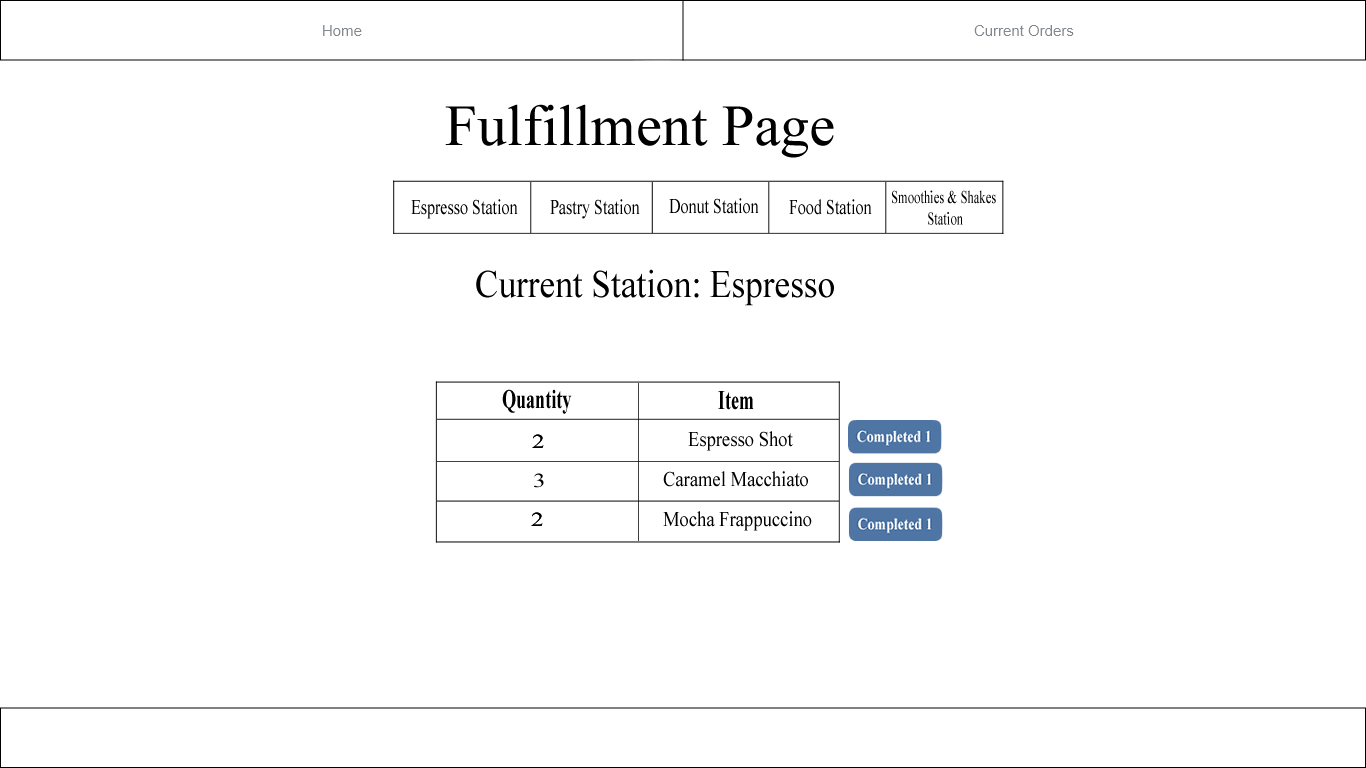 Home
Current Orders
Fulfillment Page
Espresso Station
Pastry Station
Donut Station
Food Station
Smoothies & Shakes
Station
Current Station: Espresso
Quantity
Item
2
Espresso Shot
Completed 1
3
Caramel Macchiato
Completed 1
2
Mocha Frappuccino
Completed 1